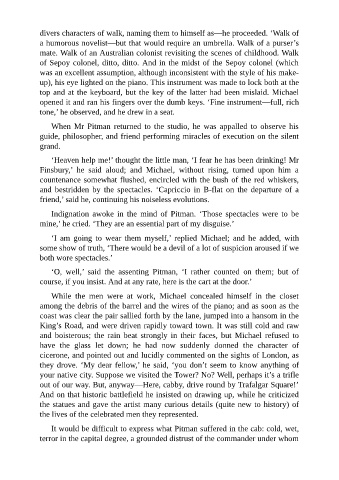 divers characters of walk, naming them to himself as—he proceeded. ‘Walk of
a humorous novelist—but that would require an umbrella. Walk of a purser’s
mate. Walk of an Australian colonist revisiting the scenes of childhood. Walk
of Sepoy colonel, ditto, ditto. And in the midst of the Sepoy colonel (which
was an excellent assumption, although inconsistent with the style of his make-
up), his eye lighted on the piano. This instrument was made to lock both at the
top and at the keyboard, but the key of the latter had been mislaid. Michael
opened it and ran his fingers over the dumb keys. ‘Fine instrument—full, rich
tone,’ he observed, and he drew in a seat.
When Mr Pitman returned to the studio, he was appalled to observe his
guide, philosopher, and friend performing miracles of execution on the silent
grand.
‘Heaven help me!’ thought the little man, ‘I fear he has been drinking! Mr
Finsbury,’ he said aloud; and Michael, without rising, turned upon him a
countenance somewhat flushed, encircled with the bush of the red whiskers,
and bestridden by the spectacles. ‘Capriccio in B-flat on the departure of a
friend,’ said he, continuing his noiseless evolutions.
Indignation awoke in the mind of Pitman. ‘Those spectacles were to be
mine,’ he cried. ‘They are an essential part of my disguise.’
‘I am going to wear them myself,’ replied Michael; and he added, with
some show of truth, ‘There would be a devil of a lot of suspicion aroused if we
both wore spectacles.’
‘O, well,’ said the assenting Pitman, ‘I rather counted on them; but of
course, if you insist. And at any rate, here is the cart at the door.’
While the men were at work, Michael concealed himself in the closet
among the debris of the barrel and the wires of the piano; and as soon as the
coast was clear the pair sallied forth by the lane, jumped into a hansom in the
King’s Road, and were driven rapidly toward town. It was still cold and raw
and boisterous; the rain beat strongly in their faces, but Michael refused to
have the glass let down; he had now suddenly donned the character of
cicerone, and pointed out and lucidly commented on the sights of London, as
they drove. ‘My dear fellow,’ he said, ‘you don’t seem to know anything of
your native city. Suppose we visited the Tower? No? Well, perhaps it’s a trifle
out of our way. But, anyway—Here, cabby, drive round by Trafalgar Square!’
And on that historic battlefield he insisted on drawing up, while he criticized
the statues and gave the artist many curious details (quite new to history) of
the lives of the celebrated men they represented.
It would be difficult to express what Pitman suffered in the cab: cold, wet,
terror in the capital degree, a grounded distrust of the commander under whom